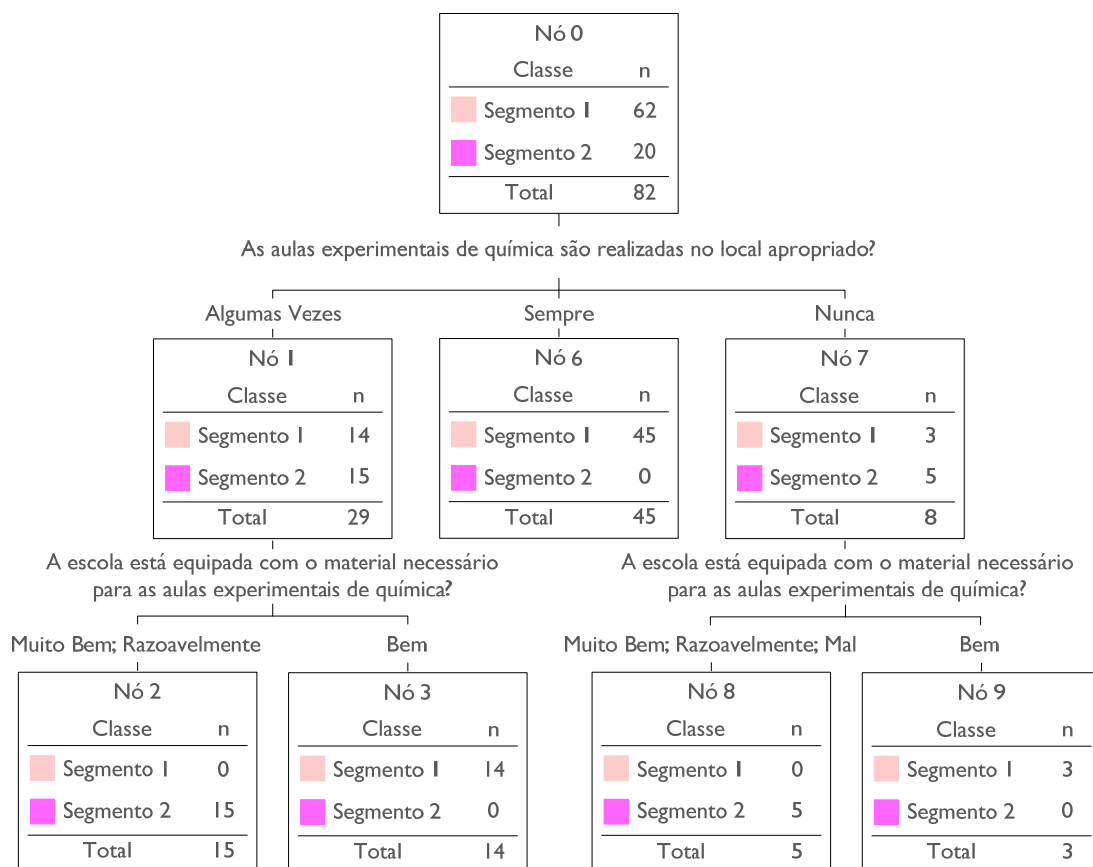 Nó 0
Classe n
Segmento 1 62
Segmento 2 20
Total 82
As aulas experimentais de química são realizadas no local apropriado?
Algumas Vezes
Sempre
Nunca
Nó 1
Classe n
Segmento 1 14
Segmento 2 15
Total 29
Nó 6
Classe n
Segmento 1 45
Segmento 2 0
Total 45
Nó 7
Classe n
Segmento 1 3
Segmento 2 5
Total 8
A escola está equipada com o material necessário
para as aulas experimentais de química?
A escola está equipada com o material necessário
para as aulas experimentais de química?
Muito Bem; Razoavelmente
Bem
Muito Bem; Razoavelmente; Mal
Bem
Nó 2
Classe n
Segmento 1 0
Segmento 2 15
Total 15
Nó 3
Classe n
Segmento 1 14
Segmento 2 0
Total 14
Nó 8
Classe n
Segmento 1 0
Segmento 2 5
Total 5
Nó 9
Classe n
Segmento 1 3
Segmento 2 0
Total 3